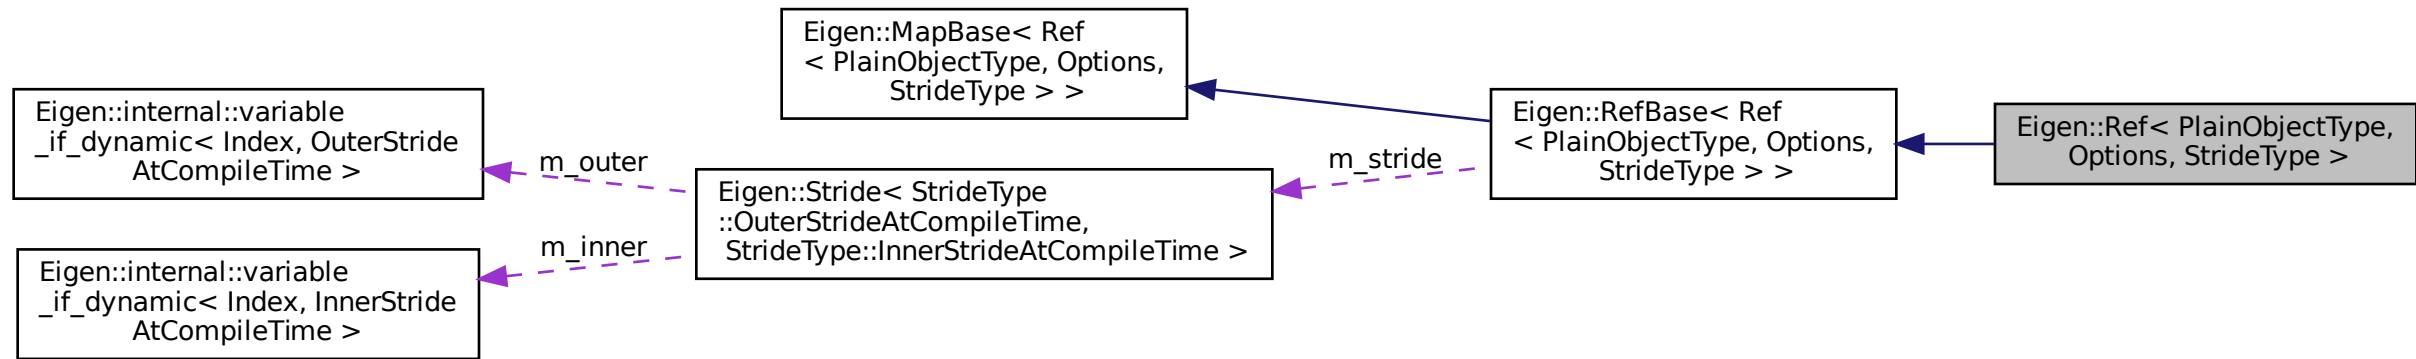 Eigen::MapBase< Ref
< PlainObjectType, Options,
StrideType > >
Eigen::internal::variable
_if_dynamic< Index, OuterStride
AtCompileTime >
m_outer
Eigen::internal::variable
_if_dynamic< Index, InnerStride
AtCompileTime >
m_inner
Eigen::Stride< StrideType
::OuterStrideAtCompileTime,
StrideType::InnerStrideAtCompileTime >
m_stride
Eigen::RefBase< Ref
< PlainObjectType, Options,
StrideType > >
Eigen::Ref< PlainObjectType,
Options, StrideType >